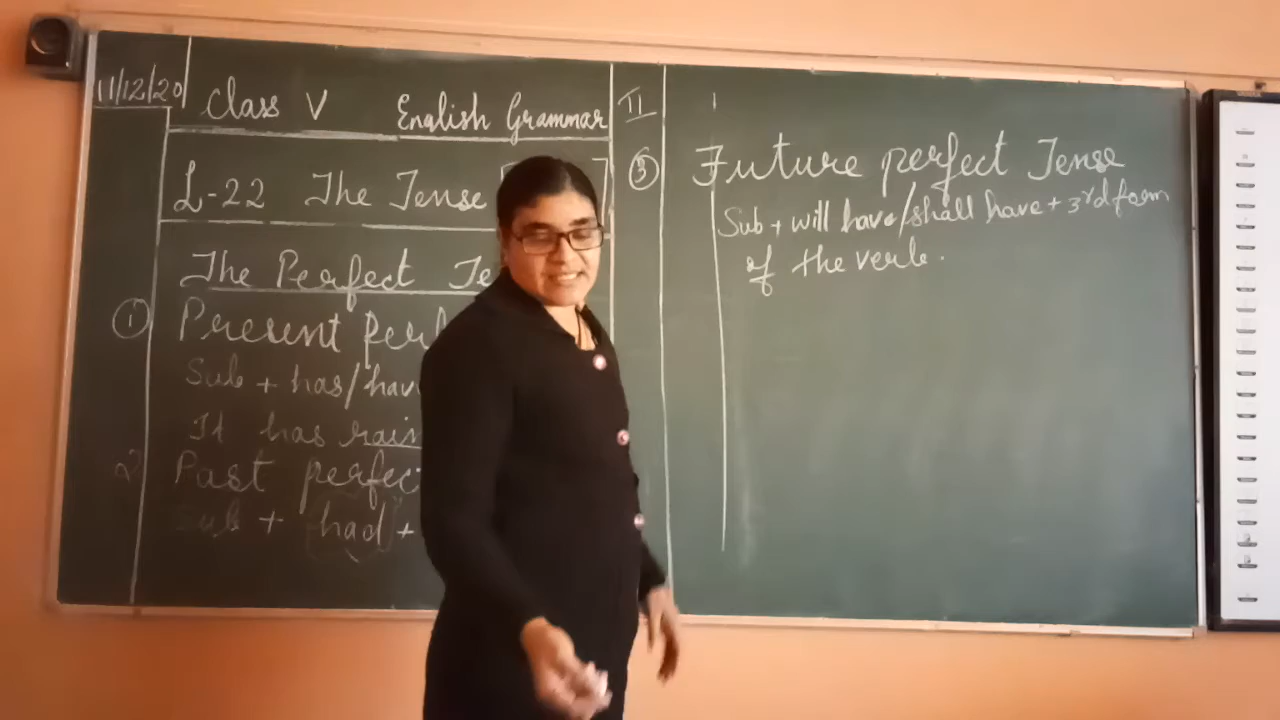 11/12/20
Class V English Grammar
L-22 The Tense
The Perfect Te
① Present perf
Sub + has/have
It has rain
2) Past perfec
Sub + had +
II
③ Future perfect Tense
Sub + will have/shall have + 3rd form
of the verb.